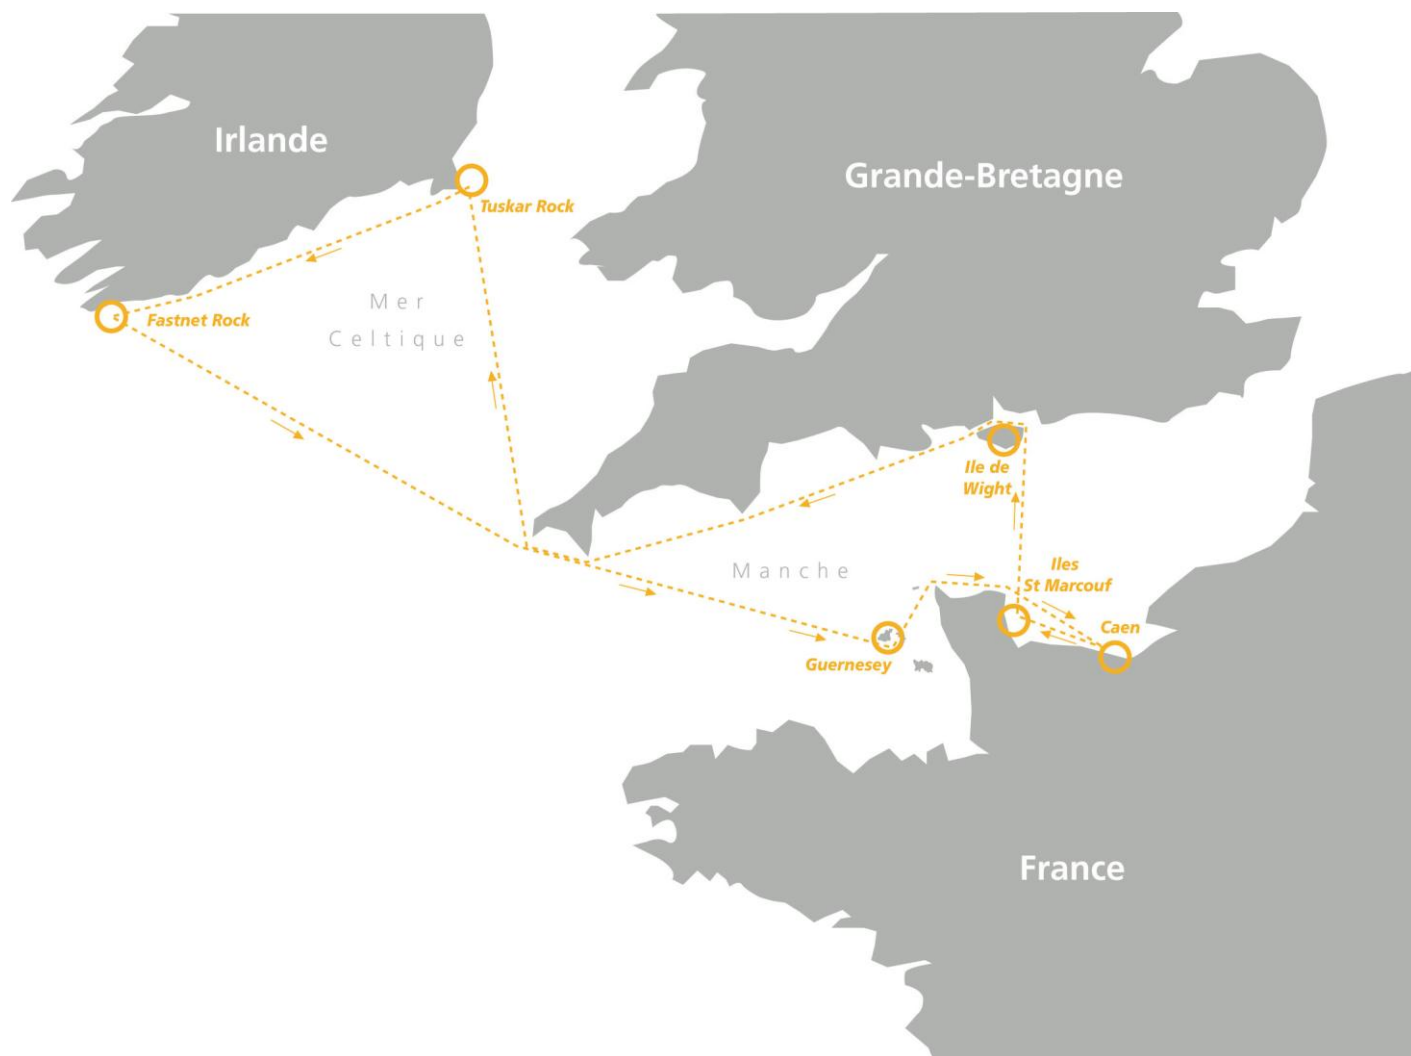 Irlande
Grande-Bretagne
Tuskar Rock
Mer
Celtique
Fastnet Rock
Ile de
Wight
Manche
Iles
St Marcouf
Caen
Guernesey
France